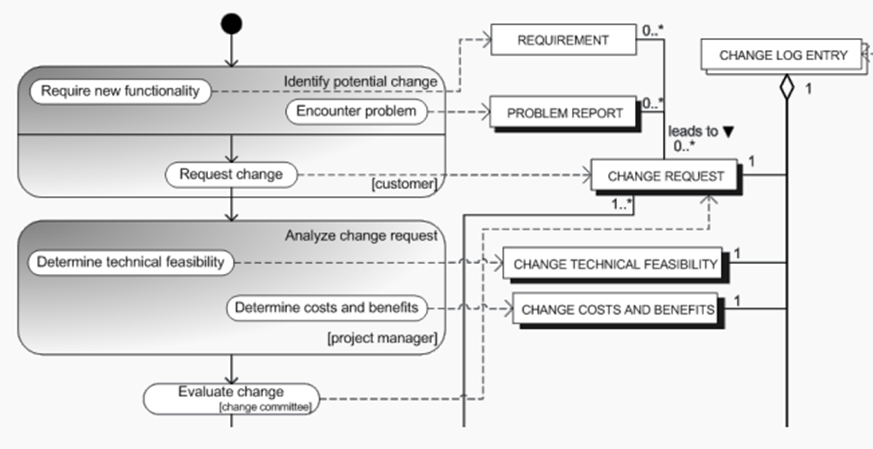 REQUIREMENT
0..*
CHANGE LOG ENTRY
1
Identify potential change
Require new functionality
Encounter problem
PROBLEM REPORT
0..*
leads to ▼
0..*
Request change
[customer]
CHANGE REQUEST
1
1..*
Analyze change request
Determine technical feasibility
CHANGE TECHNICAL FEASIBILITY
1
Determine costs and benefits
CHANGE COSTS AND BENEFITS
1
[project manager]
Evaluate change
[change committee]